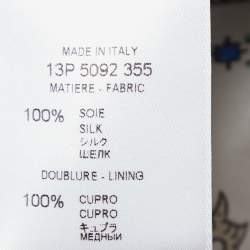 MADE IN ITALY
13P 5092 355
MATIERE - FABRIC
100% SOIE
SILK
シルク
ШЕЛК
DOUBLURE - LINING
100% CUPRO
CUPRO
キュプラ
МЕДНЫЙ